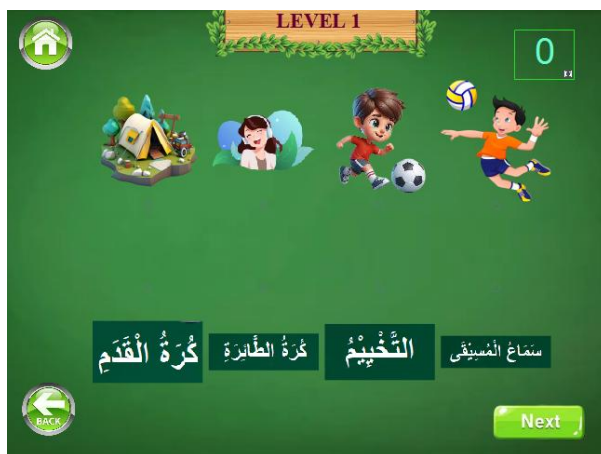 LEVEL 1
0
كُرَةُ الْقَدَمِ
كُرَةُ الطَّائِرَةِ
التَّخْيِيْمُ
سَمَاعُ الْمُسِيْقَى
BACK
Next